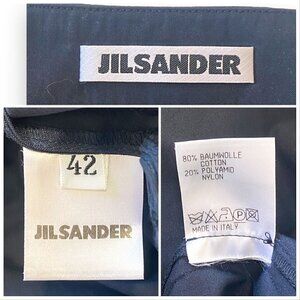 JILSANDER
42
JILSANDER
80% BAUMWOLLE
COTTON
20% POLYAMID
NYLON
P
MADE IN ITALY